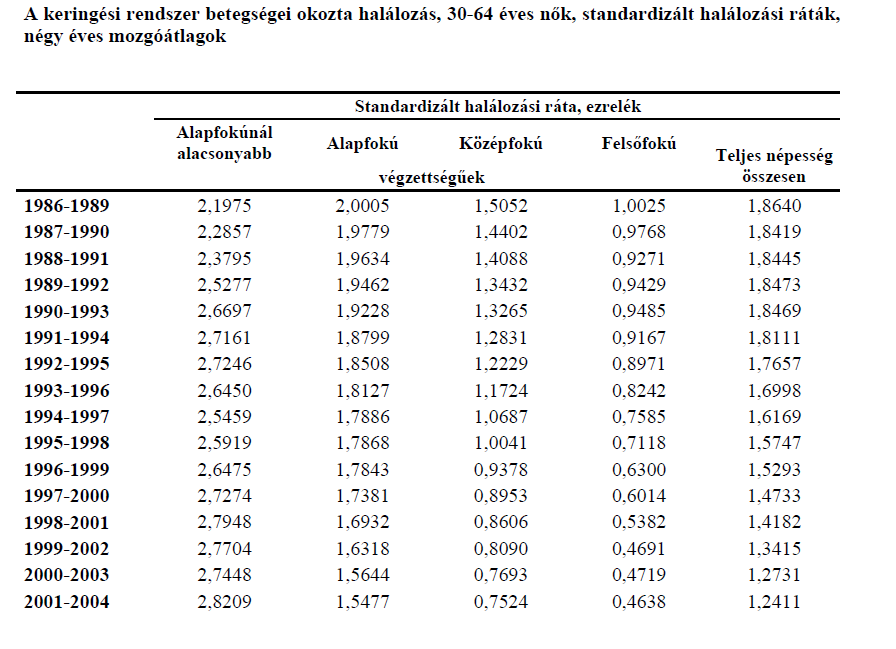 A keringési rendszer betegségei okozta halálozás, 30-64 éves nők, standardizált halálozási ráták,
négy éves mozgóátlagok
Standardizált halálozási ráta, ezrelék
Alapfokúnál alacsonyabb Alapfokú Középfokú Felsőfokú Teljes népesség összesen
végzettségűek
1986-1989 2,1975 2,0005 1,5052 1,0025 1,8640
1987-1990 2,2857 1,9779 1,4402 0,9768 1,8419
1988-1991 2,3795 1,9634 1,4088 0,9271 1,8445
1989-1992 2,5277 1,9462 1,3432 0,9429 1,8473
1990-1993 2,6697 1,9228 1,3265 0,9485 1,8469
1991-1994 2,7161 1,8799 1,2831 0,9167 1,8111
1992-1995 2,7246 1,8508 1,2229 0,8971 1,7657
1993-1996 2,6450 1,8127 1,1724 0,8242 1,6998
1994-1997 2,5459 1,7886 1,0687 0,7585 1,6169
1995-1998 2,5919 1,7868 1,0041 0,7118 1,5747
1996-1999 2,6475 1,7843 0,9378 0,6300 1,5293
1997-2000 2,7274 1,7381 0,8953 0,6014 1,4733
1998-2001 2,7948 1,6932 0,8606 0,5382 1,4182
1999-2002 2,7704 1,6318 0,8090 0,4691 1,3415
2000-2003 2,7448 1,5644 0,7693 0,4719 1,2731
2001-2004 2,8209 1,5477 0,7524 0,4638 1,2411